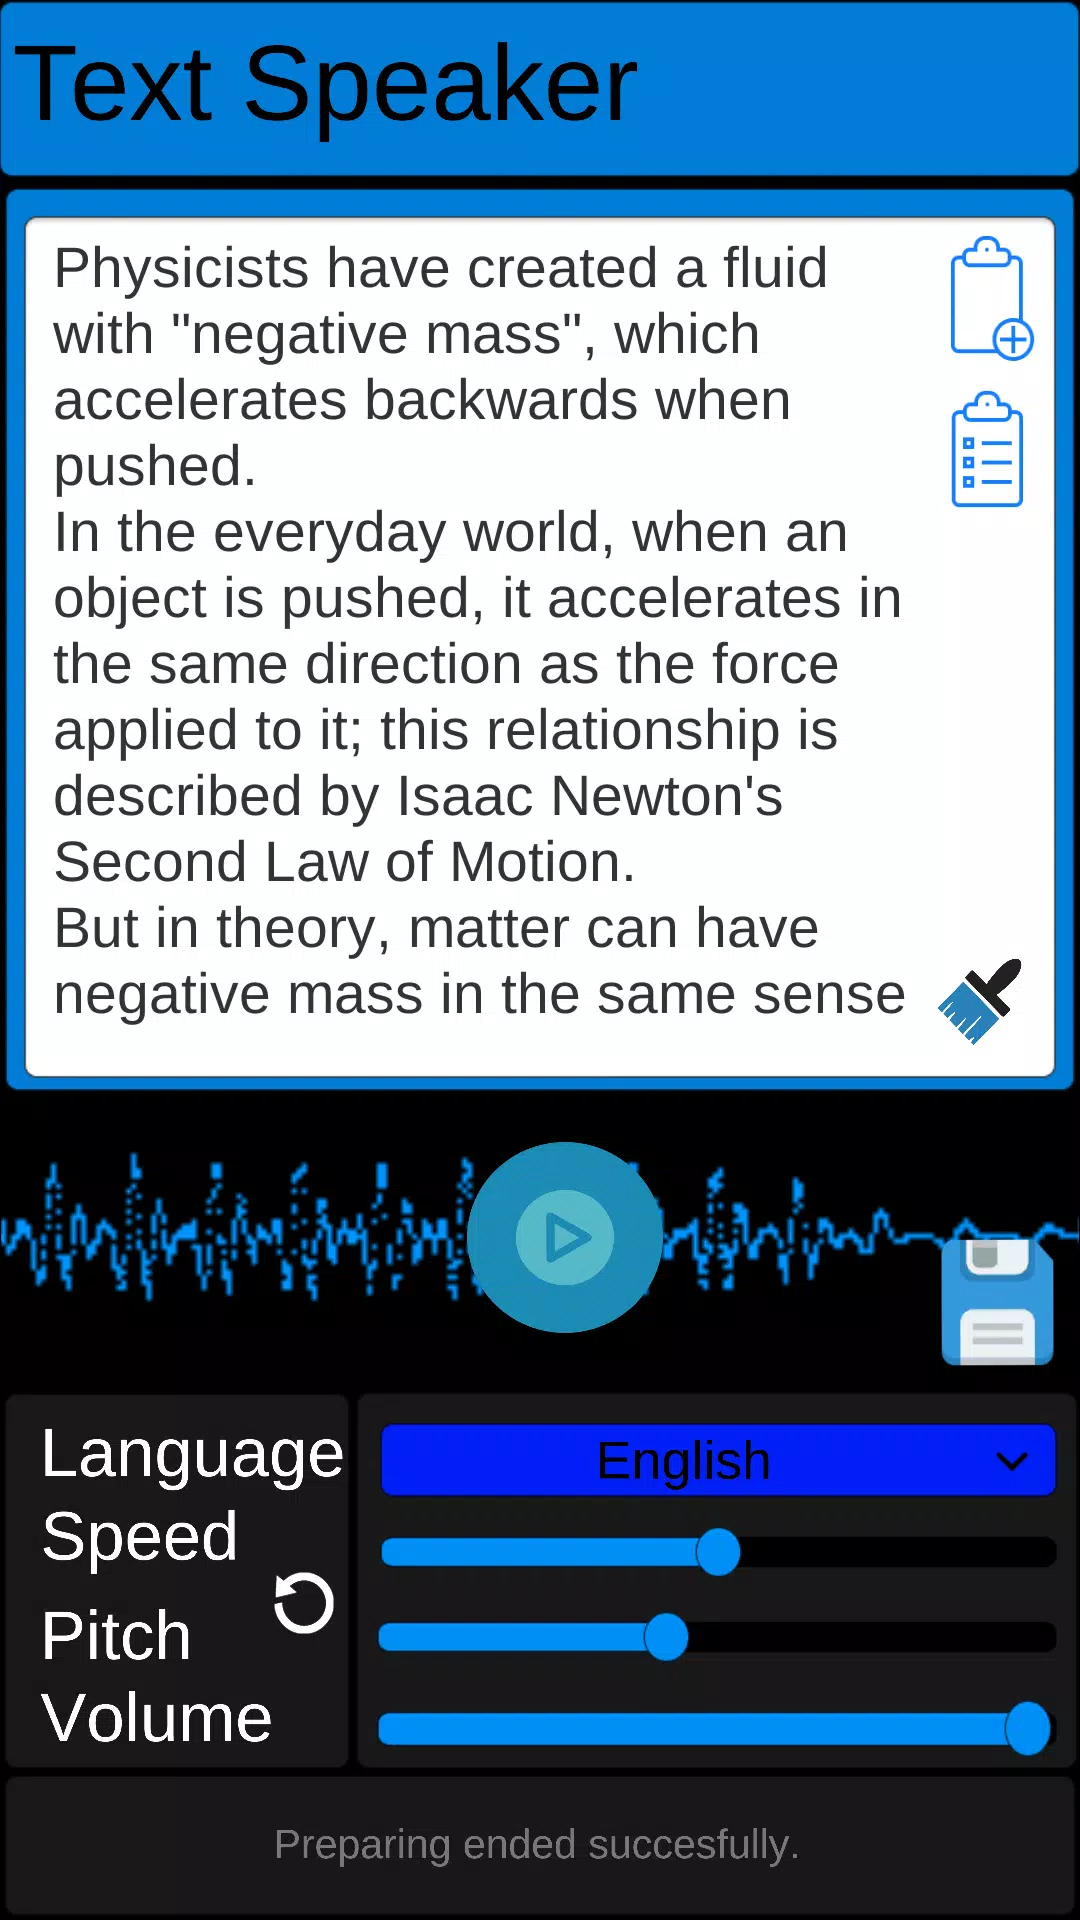 Text Speaker
Physicists have created a fluid
with "negative mass", which
accelerates backwards when
pushed.
In the everyday world, when an
object is pushed, it accelerates in
the same direction as the force
applied to it; this relationship is
described by Isaac Newton's
Second Law of Motion.
But in theory, matter can have
negative mass in the same sense
Language
English
Speed
Pitch
Volume
Preparing ended succesfully.